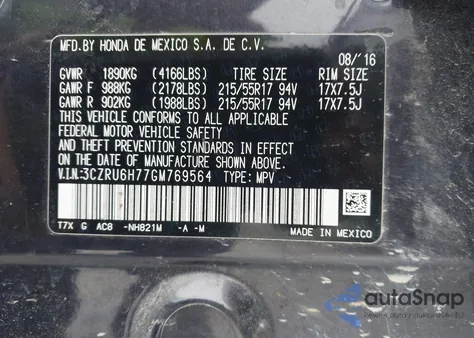 MFD.BY HONDA DE MEXICO S.A. DE C.V.
08/'16
GVWR 1890KG (4166LBS) TIRE SIZE RIM SIZE
GAWR F 988KG (2178LBS) 215/55R17 94V 17X7.5J
GAWR R 902KG (1988LBS) 215/55R17 94V 17X7.5J
THIS VEHICLE CONFORMS TO ALL APPLICABLE
FEDERAL MOTOR VEHICLE SAFETY
AND THEFT PREVENTION STANDARDS IN EFFECT
ON THE DATE OF MANUFACTURE SHOWN ABOVE.
V.I.N:3CZRU6H77GM769564 TYPE: MPV
T7X G AC8 -NH821M -A -M
MADE IN MEXICO
autoSnap